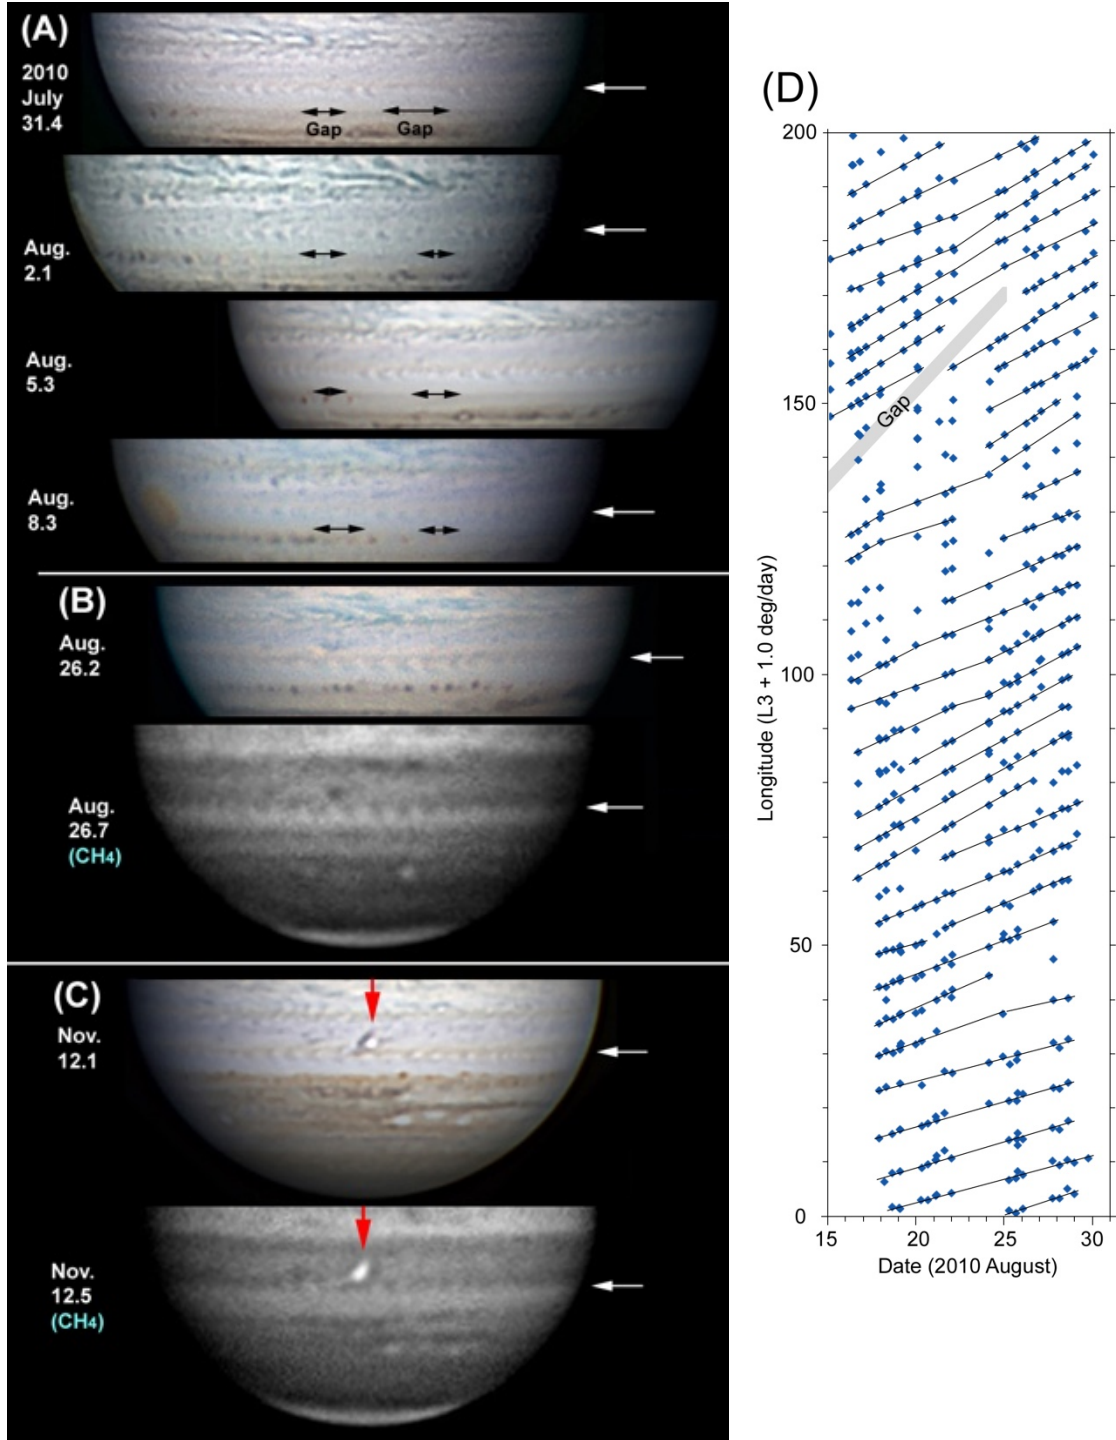 (A)
2010
July
31.4
Gap
Gap
Aug.
2.1
Aug.
5.3
Aug.
8.3
(B)
Aug.
26.2
Aug.
26.7
(CH4)
(C)
Nov.
12.1
Nov.
12.5
(CH4)
(D)
200
150
100
50
0
Gap
Longitude (L3 + 1.0 deg/day)
15
20
25
30
Date (2010 August)